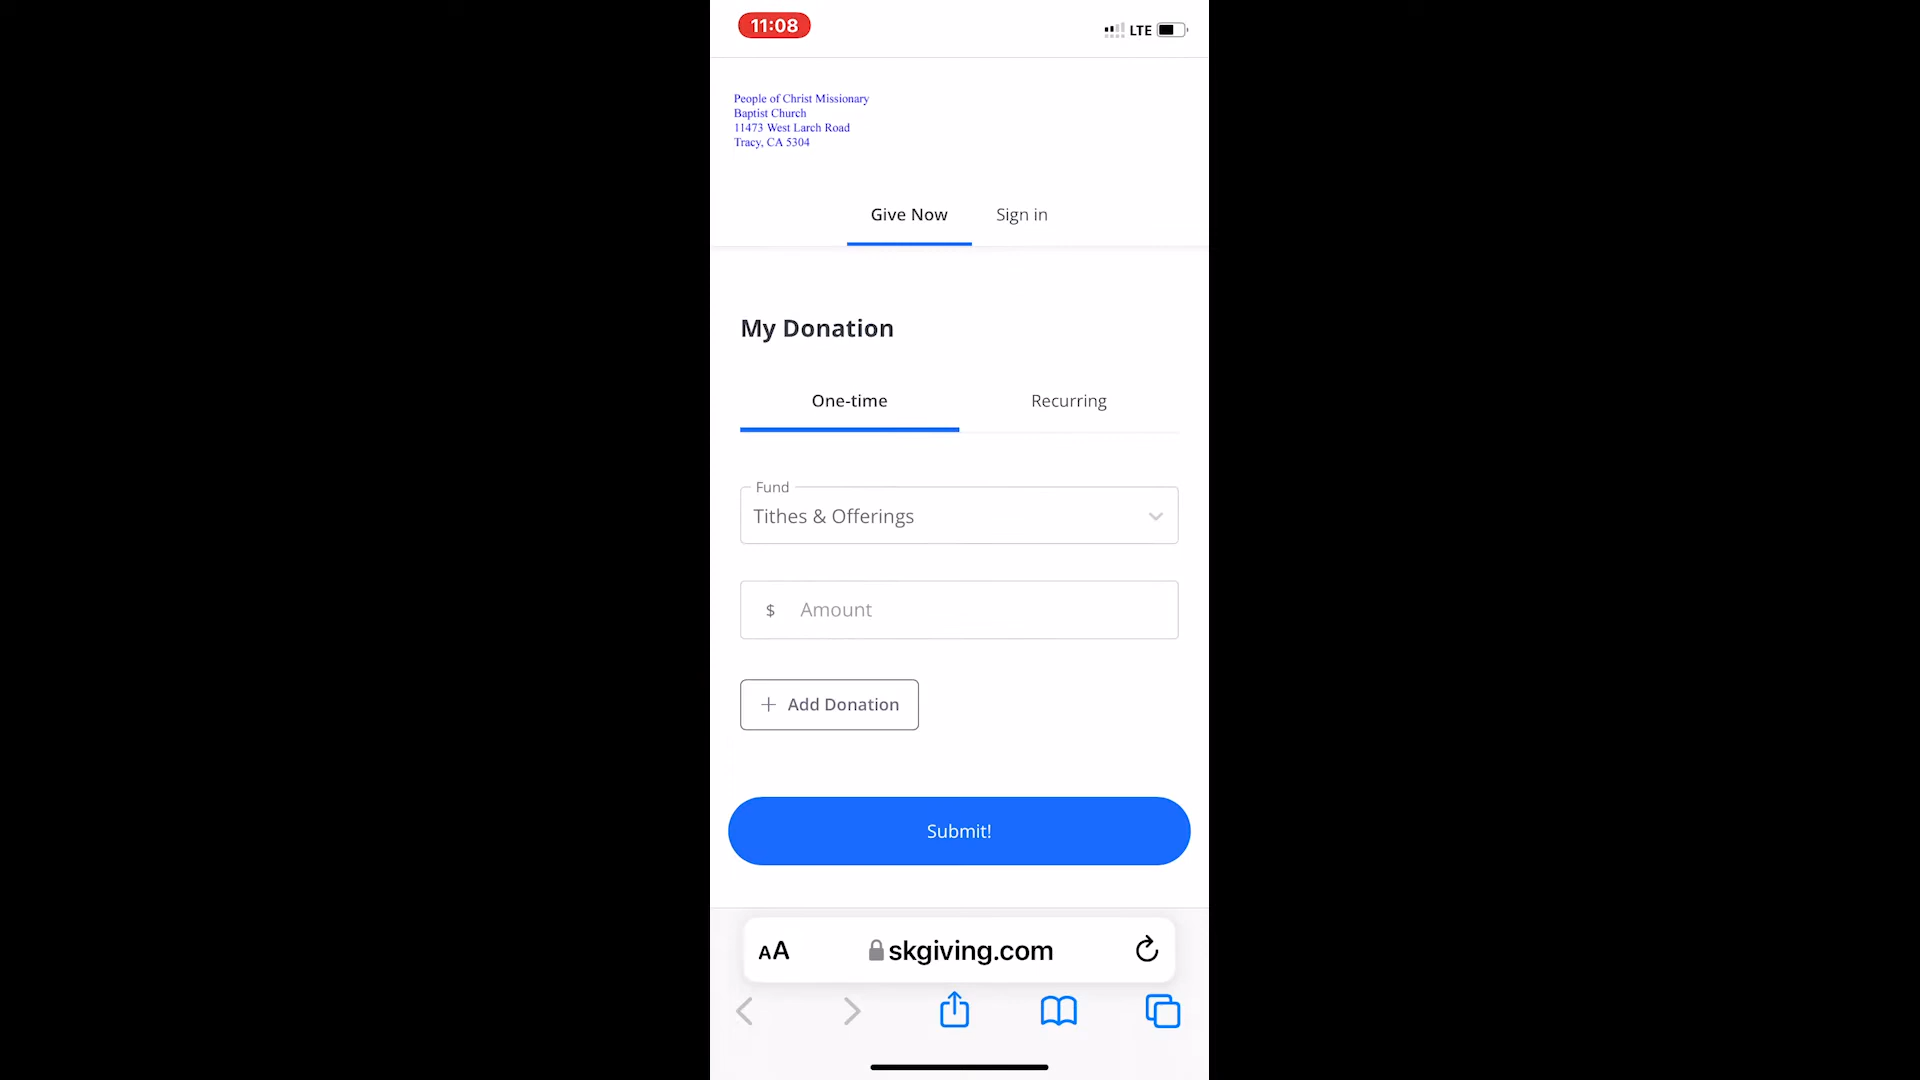 11:08
LTE
People of Christ Missionary
Baptist Church
11473 West Larch Road
Tracy, CA 5304
Give Now
Sign in
My Donation
One-time
Recurring
Fund
Tithes & Offerings
$ Amount
+ Add Donation
Submit!
AA
skgiving.com